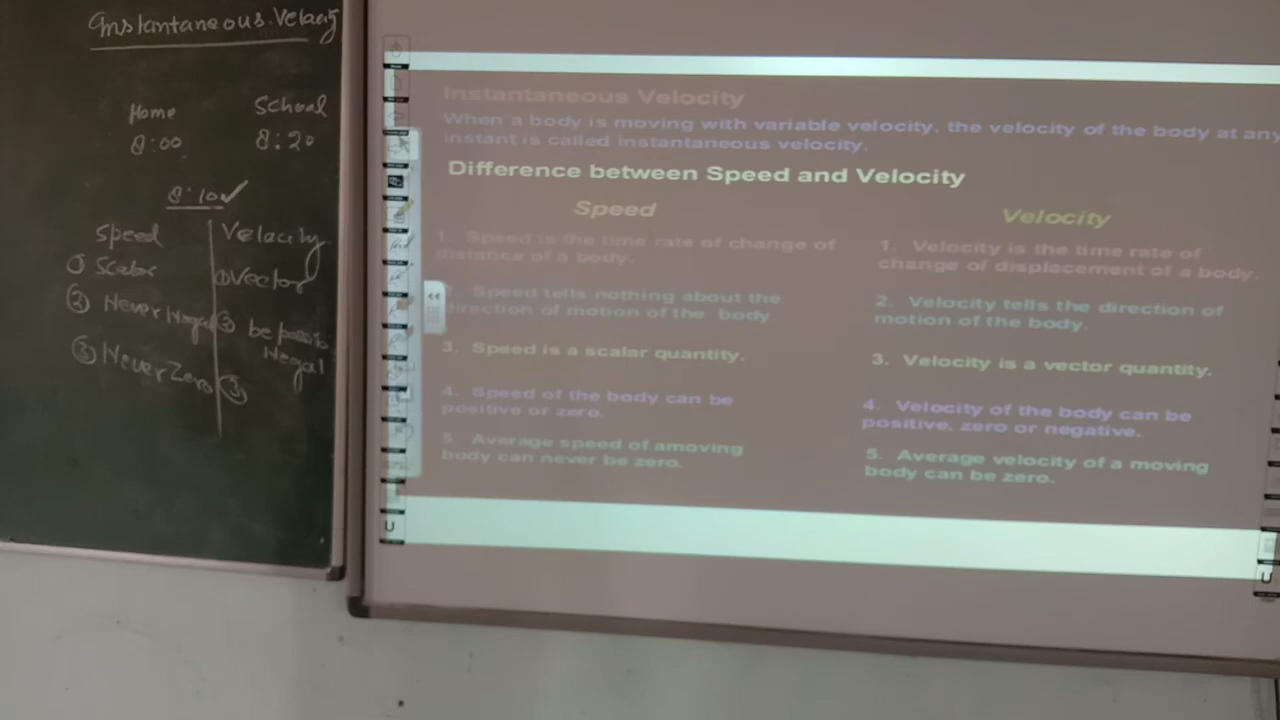 Instantaneous Velocity
Home School
8:00 8:20
8:10
Speed Velocity
① Scalar ① Vector
② Never ② be
③ Never Zero ③
Instantaneous Velocity
When a body is moving with variable velocity, the velocity of the body at any
instant is called instantaneous velocity.
Difference between Speed and Velocity
Speed
1. Speed is the time rate of change of
distance of a body.
Speed tells nothing about the
direction of motion of the body
3. Speed is a scalar quantity.
4. Speed of the body can be
positive or zero.
5. Average speed of amoving
body can never be zero.
Velocity
1. Velocity is the time rate of
change of displacement of a body.
2. Velocity tells the direction of
motion of the body.
3. Velocity is a vector quantity.
4. Velocity of the body can be
positive, zero or negative.
5. Average velocity of a moving
body can be zero.